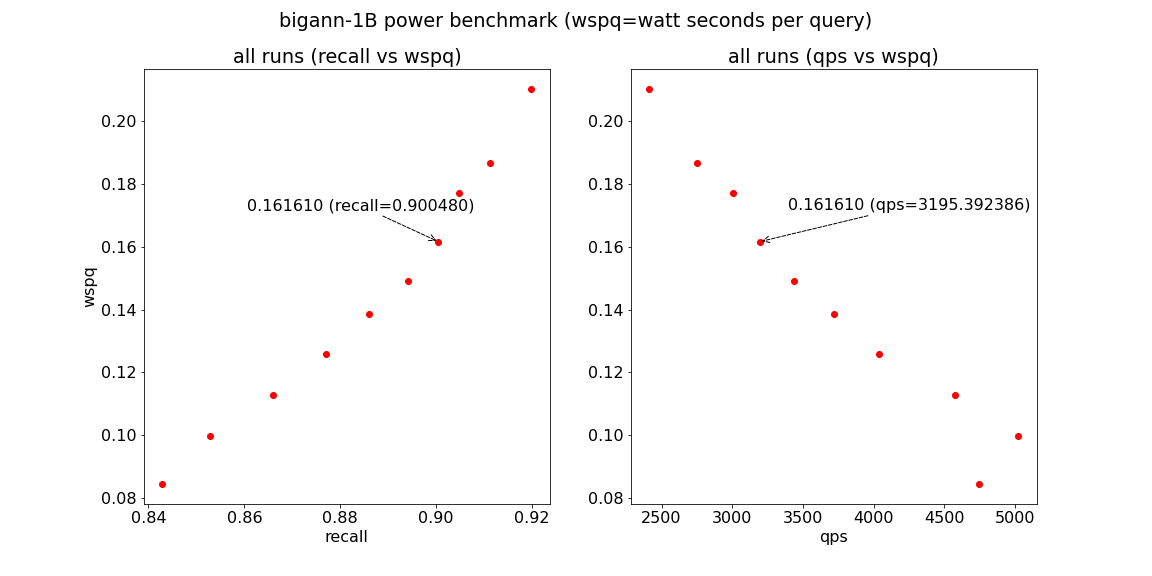 bigann-1B power benchmark (wspq=watt seconds per query)
all runs (recall vs wspq)
0.20
0.18
0.16
0.14
0.12
0.10
0.08
wspq
0.161610 (recall=0.900480)
0.84 0.86 0.88 0.90 0.92
recall
all runs (qps vs wspq)
0.20
0.18
0.16
0.14
0.12
0.10
0.08
0.161610 (qps=3195.392386)
2500 3000 3500 4000 4500 5000
qps